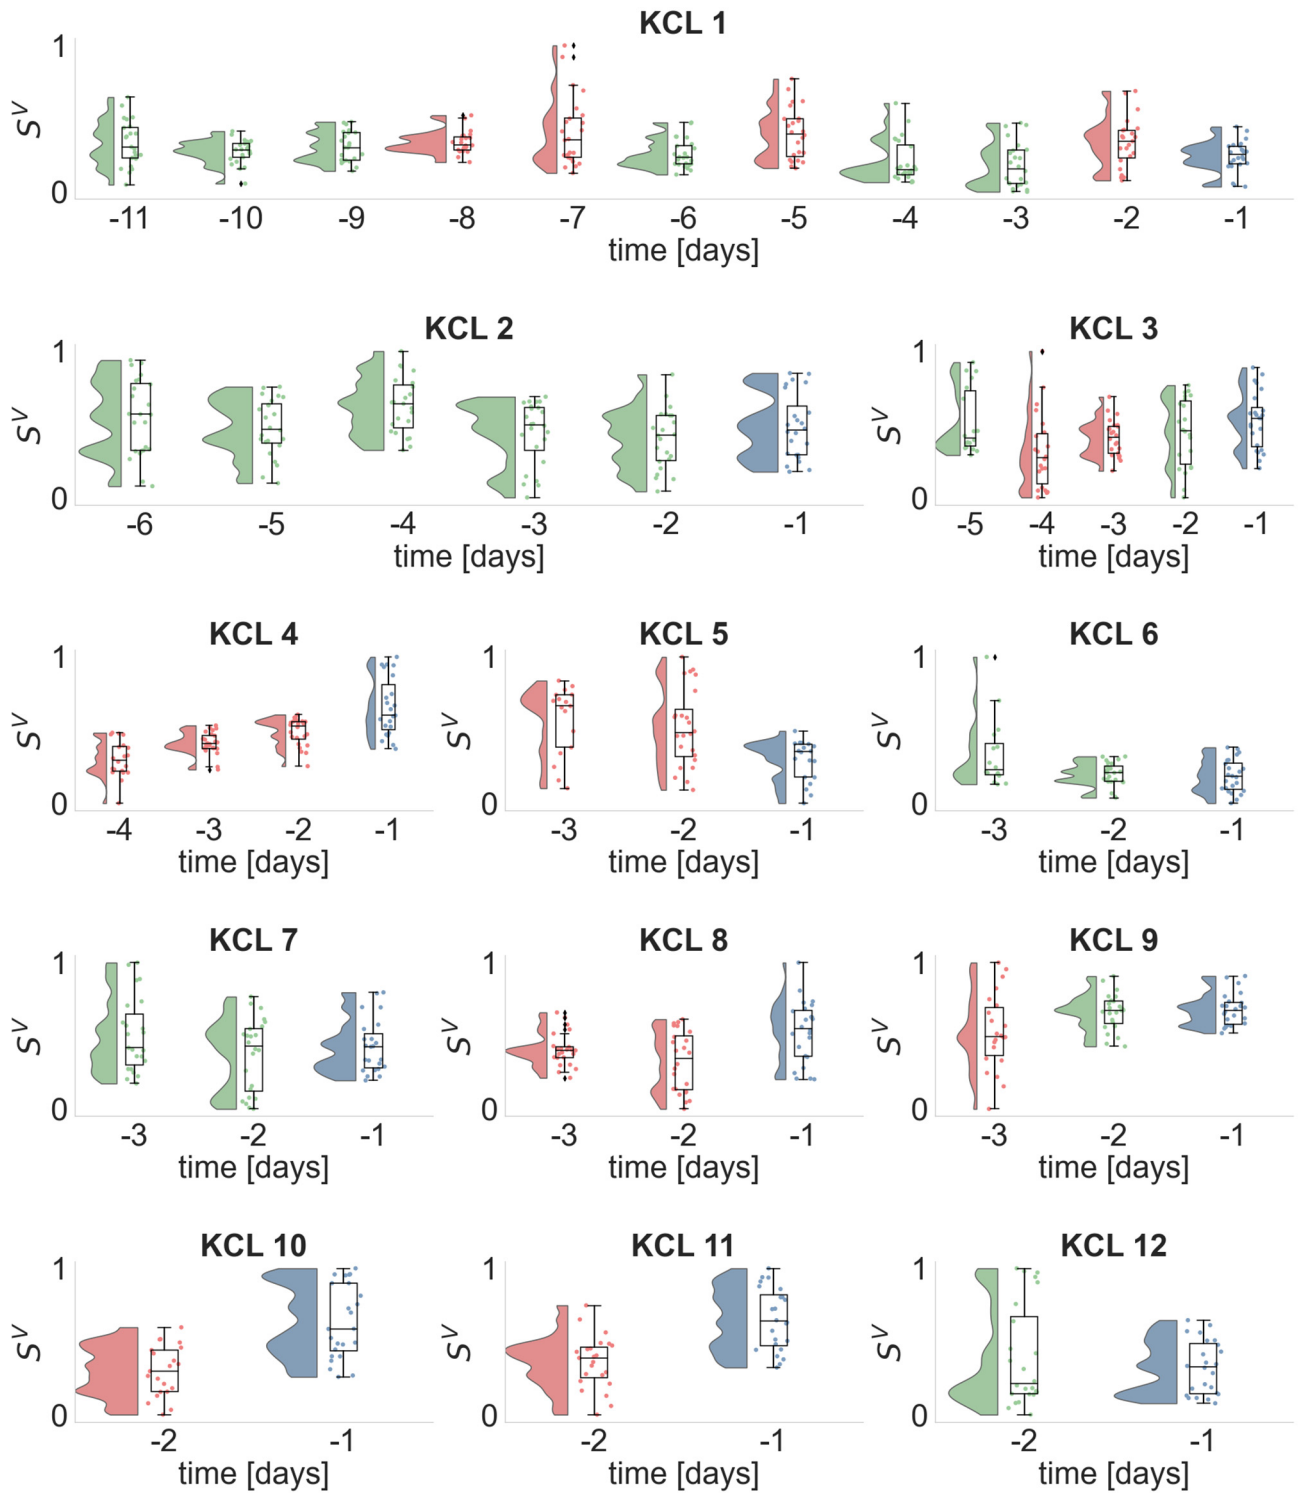 KCL 1
1
S^V
0
-11 -10 -9 -8 -7 -6 -5 -4 -3 -2 -1
time [days]
KCL 2
1
S^V
0
-6 -5 -4 -3 -2 -1
time [days]
KCL 3
1
S^V
0
-5 -4 -3 -2 -1
time [days]
KCL 4
1
S^V
0
-4 -3 -2 -1
time [days]
KCL 5
1
S^V
0
-3 -2 -1
time [days]
KCL 6
1
S^V
0
-3 -2 -1
time [days]
KCL 7
1
S^V
0
-3 -2 -1
time [days]
KCL 8
1
S^V
0
-3 -2 -1
time [days]
KCL 9
1
S^V
0
-3 -2 -1
time [days]
KCL 10
1
S^V
0
-2 -1
time [days]
KCL 11
1
S^V
0
-2 -1
time [days]
KCL 12
1
S^V
0
-2 -1
time [days]